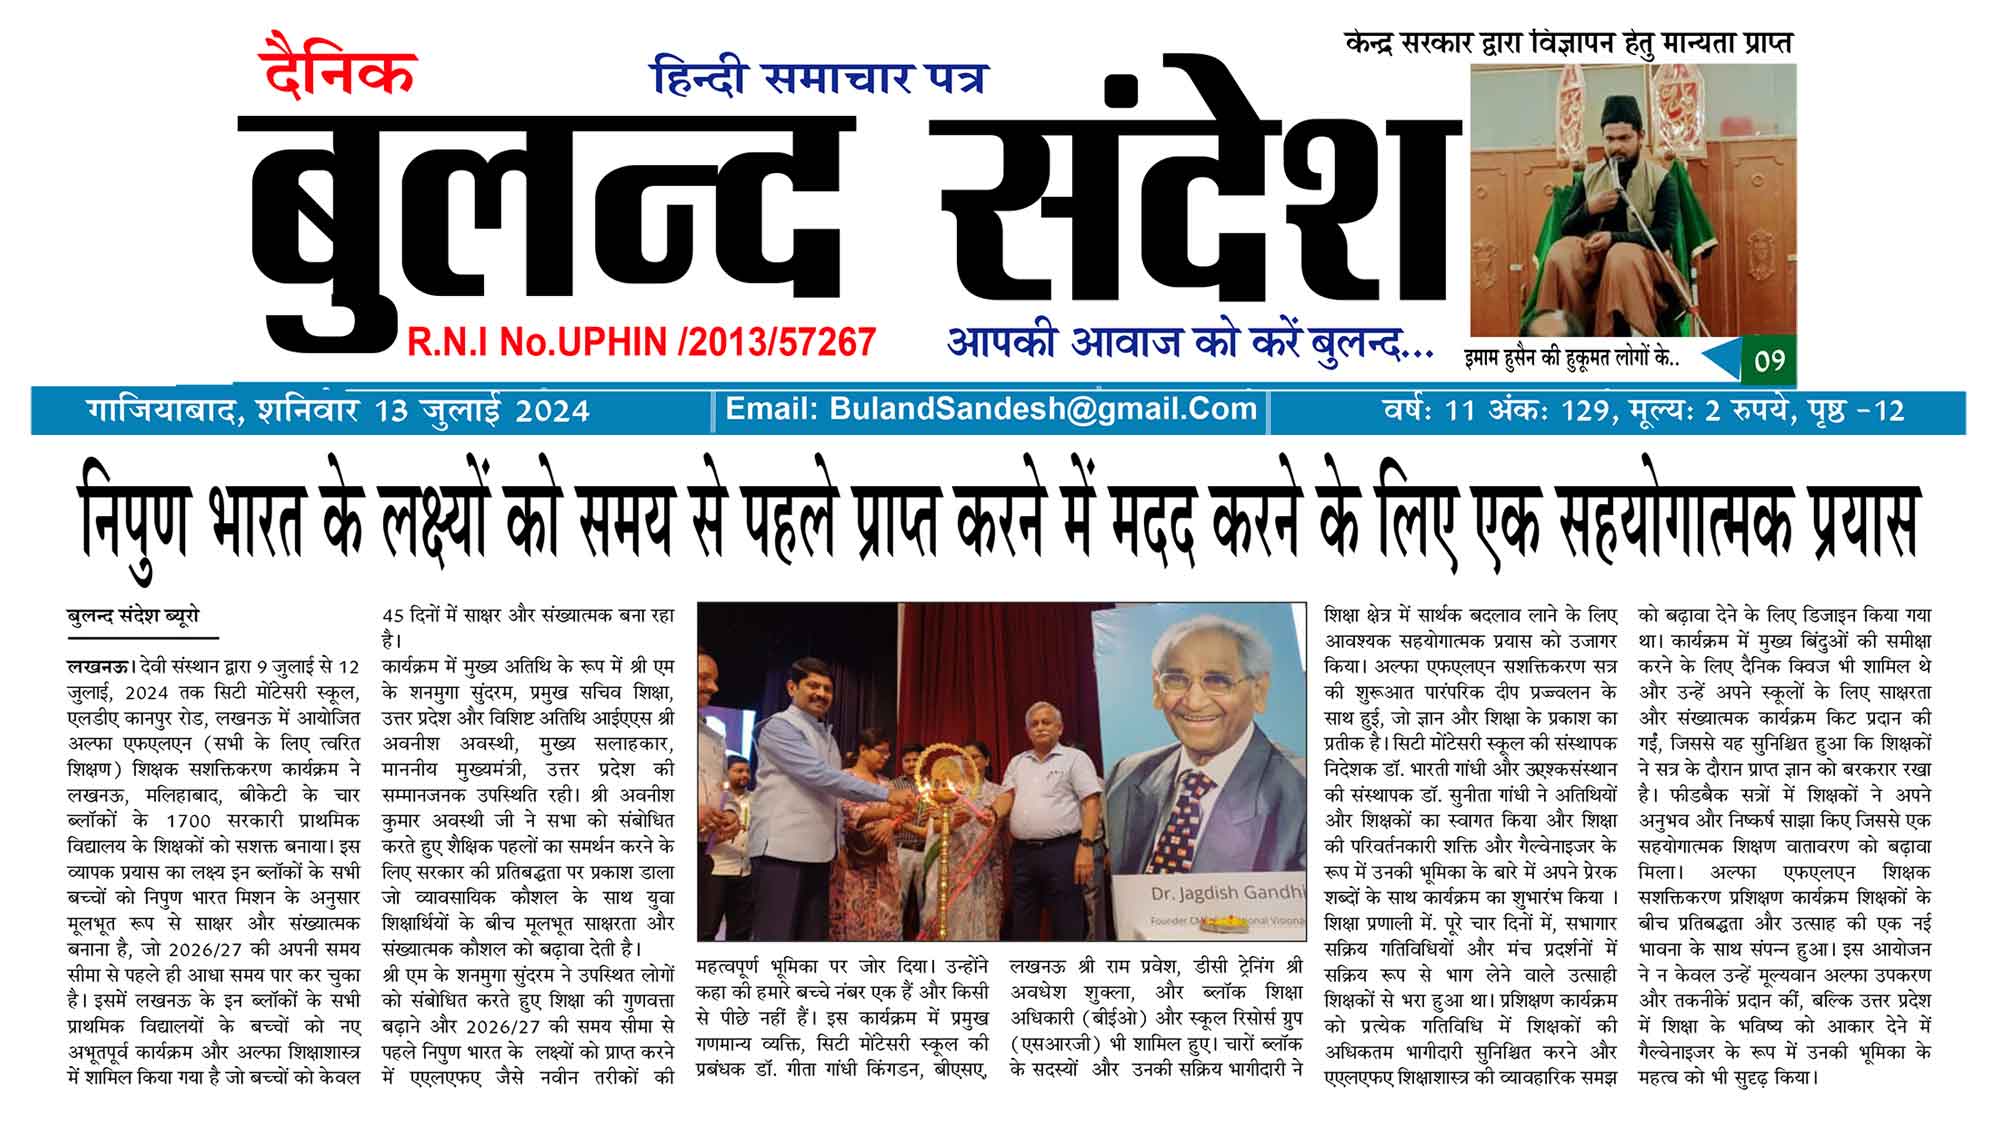 केन्द्र सरकार द्वारा विज्ञापन हेतु मान्यता प्राप्त
दैनिक
हिन्दी समाचार पत्र
बुलन्द संदेश
R.N.I No.UPHIN /2013/57267
आपकी आवाज को करें बुलन्द...
इमाम हुसैन की हुकूमत लोगों के..
09
गाजियाबाद, शनिवार 13 जुलाई 2024
Email: BulandSandesh@gmail.Com
वर्षः 11 अंकः 129, मूल्यः 2 रुपये, पृष्ठ -12
निपुण भारत के लक्ष्यों को समय से पहले प्राप्त करने में मदद करने के लिए एक सहयोगात्मक प्रयास
बुलन्द संदेश ब्यूरो
लखनऊ। देवी संस्थान द्वारा 9 जुलाई से 12
जुलाई, 2024 तक सिटी मोंटेसरी स्कूल,
एलडीए कानपुर रोड, लखनऊ में आयोजित
अल्फा एफएलएन (सभी के लिए त्वरित
शिक्षण) शिक्षक सशक्तिकरण कार्यक्रम ने
लखनऊ, मलिहाबाद, बीकेटी के चार
ब्लॉकों के 1700 सरकारी प्राथमिक
विद्यालय के शिक्षकों को सशक्त बनाया। इस
व्यापक प्रयास का लक्ष्य इन ब्लॉकों के सभी
बच्चों को निपुण भारत मिशन के अनुसार
मूलभूत रूप से साक्षर और संख्यात्मक
बनाना है, जो 2026/27 की अपनी समय
सीमा से पहले ही आधा समय पार कर चुका
है। इसमें लखनऊ के इन ब्लॉकों के सभी
प्राथमिक विद्यालयों के बच्चों को नए
अभूतपूर्व कार्यक्रम और अल्फा शिक्षाशास्त्र
में शामिल किया गया है जो बच्चों को केवल
45 दिनों में साक्षर और संख्यात्मक बना रहा
है।
कार्यक्रम में मुख्य अतिथि के रूप में श्री एम
के शनमुगा सुंदरम, प्रमुख सचिव शिक्षा,
उत्तर प्रदेश और विशिष्ट अतिथि आईएएस श्री
अवनीश अवस्थी, मुख्य सलाहकार,
माननीय मुख्यमंत्री, उत्तर प्रदेश की
सम्मानजनक उपस्थिति रही। श्री अवनीश
कुमार अवस्थी जी ने सभा को संबोधित
करते हुए शैक्षिक पहलों का समर्थन करने के
लिए सरकार की प्रतिबद्धता पर प्रकाश डाला
जो व्यावसायिक कौशल के साथ युवा
शिक्षार्थियों के बीच मूलभूत साक्षरता और
संख्यात्मक कौशल को बढ़ावा देती है।
श्री एम के शनमुगा सुंदरम ने उपस्थित लोगों
को संबोधित करते हुए शिक्षा की गुणवत्ता
बढ़ाने और 2026/27 की समय सीमा से
पहले निपुण भारत के लक्ष्यों को प्राप्त करने
में एएलएफए जैसे नवीन तरीकों की
Dr. Jagdish Gandhi
Founder
महत्वपूर्ण भूमिका पर जोर दिया। उन्होंने
कहा की हमारे बच्चे नंबर एक हैं और किसी
से पीछे नहीं हैं। इस कार्यक्रम में प्रमुख
गणमान्य व्यक्ति, सिटी मोंटेसरी स्कूल की
प्रबंधक डॉ. गीता गांधी किंगडन, बीएसए,
लखनऊ श्री राम प्रवेश, डीसी ट्रेनिंग श्री
अवधेश शुक्ला, और ब्लॉक शिक्षा
अधिकारी (बीईओ) और स्कूल रिसोर्स ग्रुप
(एसआरजी) भी शामिल हुए। चारों ब्लॉक
के सदस्यों और उनकी सक्रिय भागीदारी ने
शिक्षा क्षेत्र में सार्थक बदलाव लाने के लिए
आवश्यक सहयोगात्मक प्रयास को उजागर
किया। अल्फा एफएलएन सशक्तिकरण सत्र
की शुरूआत पारंपरिक दीप प्रज्ज्वलन के
साथ हुई, जो ज्ञान और शिक्षा के प्रकाश का
प्रतीक है। सिटी मोंटेसरी स्कूल की संस्थापक
निदेशक डॉ. भारती गांधी और
की संस्थापक डॉ. सुनीता गांधी ने अतिथियों
और शिक्षकों का स्वागत किया और शिक्षा
की परिवर्तनकारी शक्ति और गैल्वेनाइजर के
रूप में उनकी भूमिका के बारे में अपने प्रेरक
शब्दों के साथ कार्यक्रम का शुभारंभ किया ।
शिक्षा प्रणाली में. पूरे चार दिनों में, सभागार
सक्रिय गतिविधियों और मंच प्रदर्शनों में
सक्रिय रूप से भाग लेने वाले उत्साही
शिक्षकों से भरा हुआ था। प्रशिक्षण कार्यक्रम
को प्रत्येक गतिविधि में शिक्षकों की
अधिकतम भागीदारी सुनिश्चित करने और
एएलएफए शिक्षाशास्त्र की व्यावहारिक समझ
को बढ़ावा देने के लिए डिजाइन किया गया
था। कार्यक्रम में मुख्य बिंदुओं की समीक्षा
करने के लिए दैनिक क्विज भी शामिल थे
और उन्हें अपने स्कूलों के लिए साक्षरता
और संख्यात्मक कार्यक्रम किट प्रदान की
गईं, जिससे यह सुनिश्चित हुआ कि शिक्षकों
ने सत्र के दौरान प्राप्त ज्ञान को बरकरार रखा
है। फीडबैक सत्रों में शिक्षकों ने अपने
अनुभव और निष्कर्ष साझा किए जिससे एक
सहयोगात्मक शिक्षण वातावरण को बढ़ावा
मिला। अल्फा एफएलएन शिक्षक
सशक्तिकरण प्रशिक्षण कार्यक्रम शिक्षकों के
बीच प्रतिबद्धता और उत्साह की एक नई
भावना के साथ संपन्न हुआ। इस आयोजन
ने न केवल उन्हें मूल्यवान अल्फा उपकरण
और तकनीकें प्रदान कीं, बल्कि उत्तर प्रदेश
में शिक्षा के भविष्य को आकार देने में
गैल्वेनाइजर के रूप में उनकी भूमिका के
महत्व को भी सुदृढ़ किया।